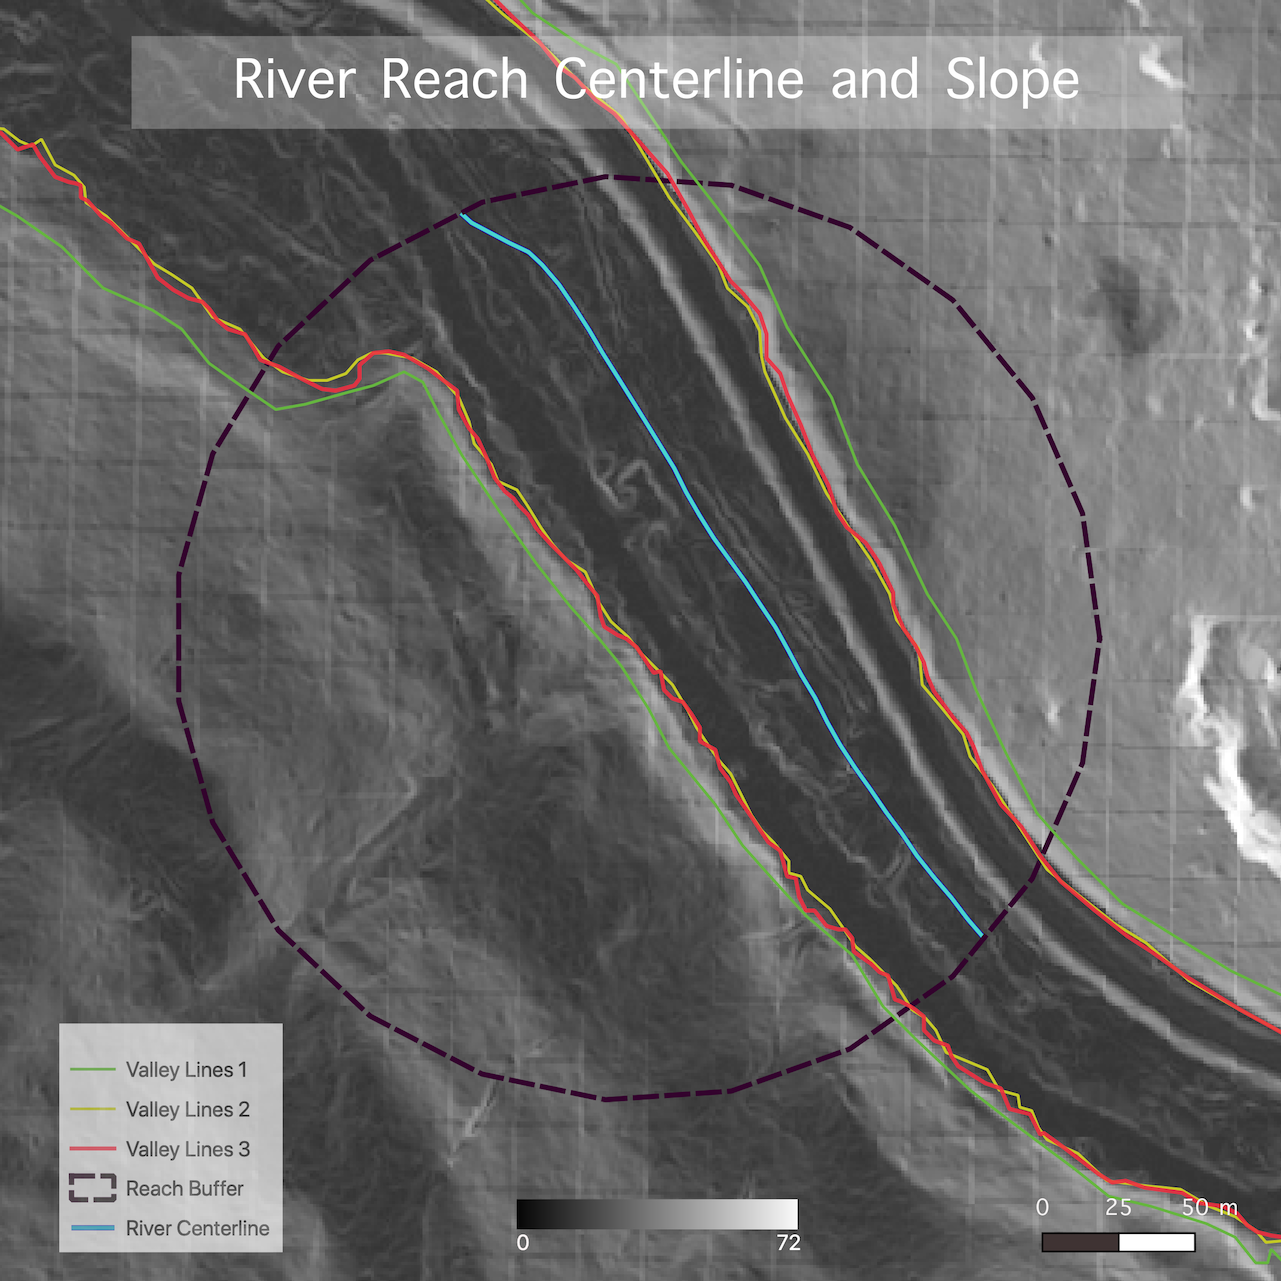 River Reach Centerline and Slope
Valley Lines 1
Valley Lines 2
Valley Lines 3
Reach Buffer
River Centerline
0 72
0 25 50 m